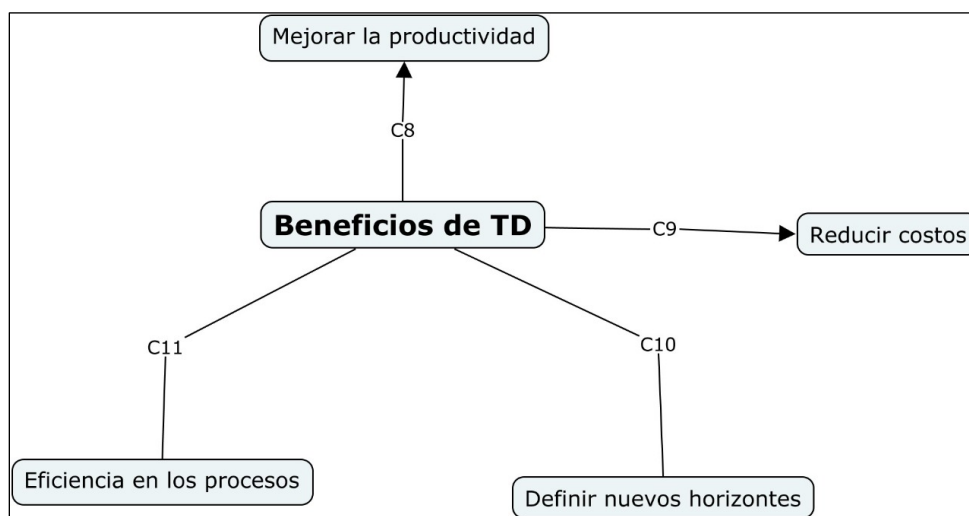 Mejorar la productividad
C8
Beneficios de TD
C9
Reducir costos
C11
C10
Eficiencia en los procesos
Definir nuevos horizontes